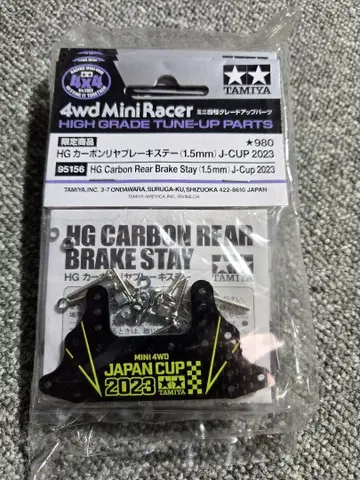 4x4
TAMIYA
4wd Mini Racer ミニ四駆グレードアップパーツ
HIGH GRADE TUNE-UP PARTS
限定商品 ★980
HG カーボンリヤブレーキステー(1.5mm) J-CUP 2023
95156 HG Carbon Rear Brake Stay (1.5mm) J-Cup 2023
TAMIYA, INC. 3-7 ONDAWARA, SURUGA-KU, SHIZUOKA 422-8610 JAPAN
HG CARBON REAR
BRAKE STAY
HG カーボンリヤブレーキステー
TAMIYA
MINI 4WD
JAPAN CUP
2023 TAMIYA